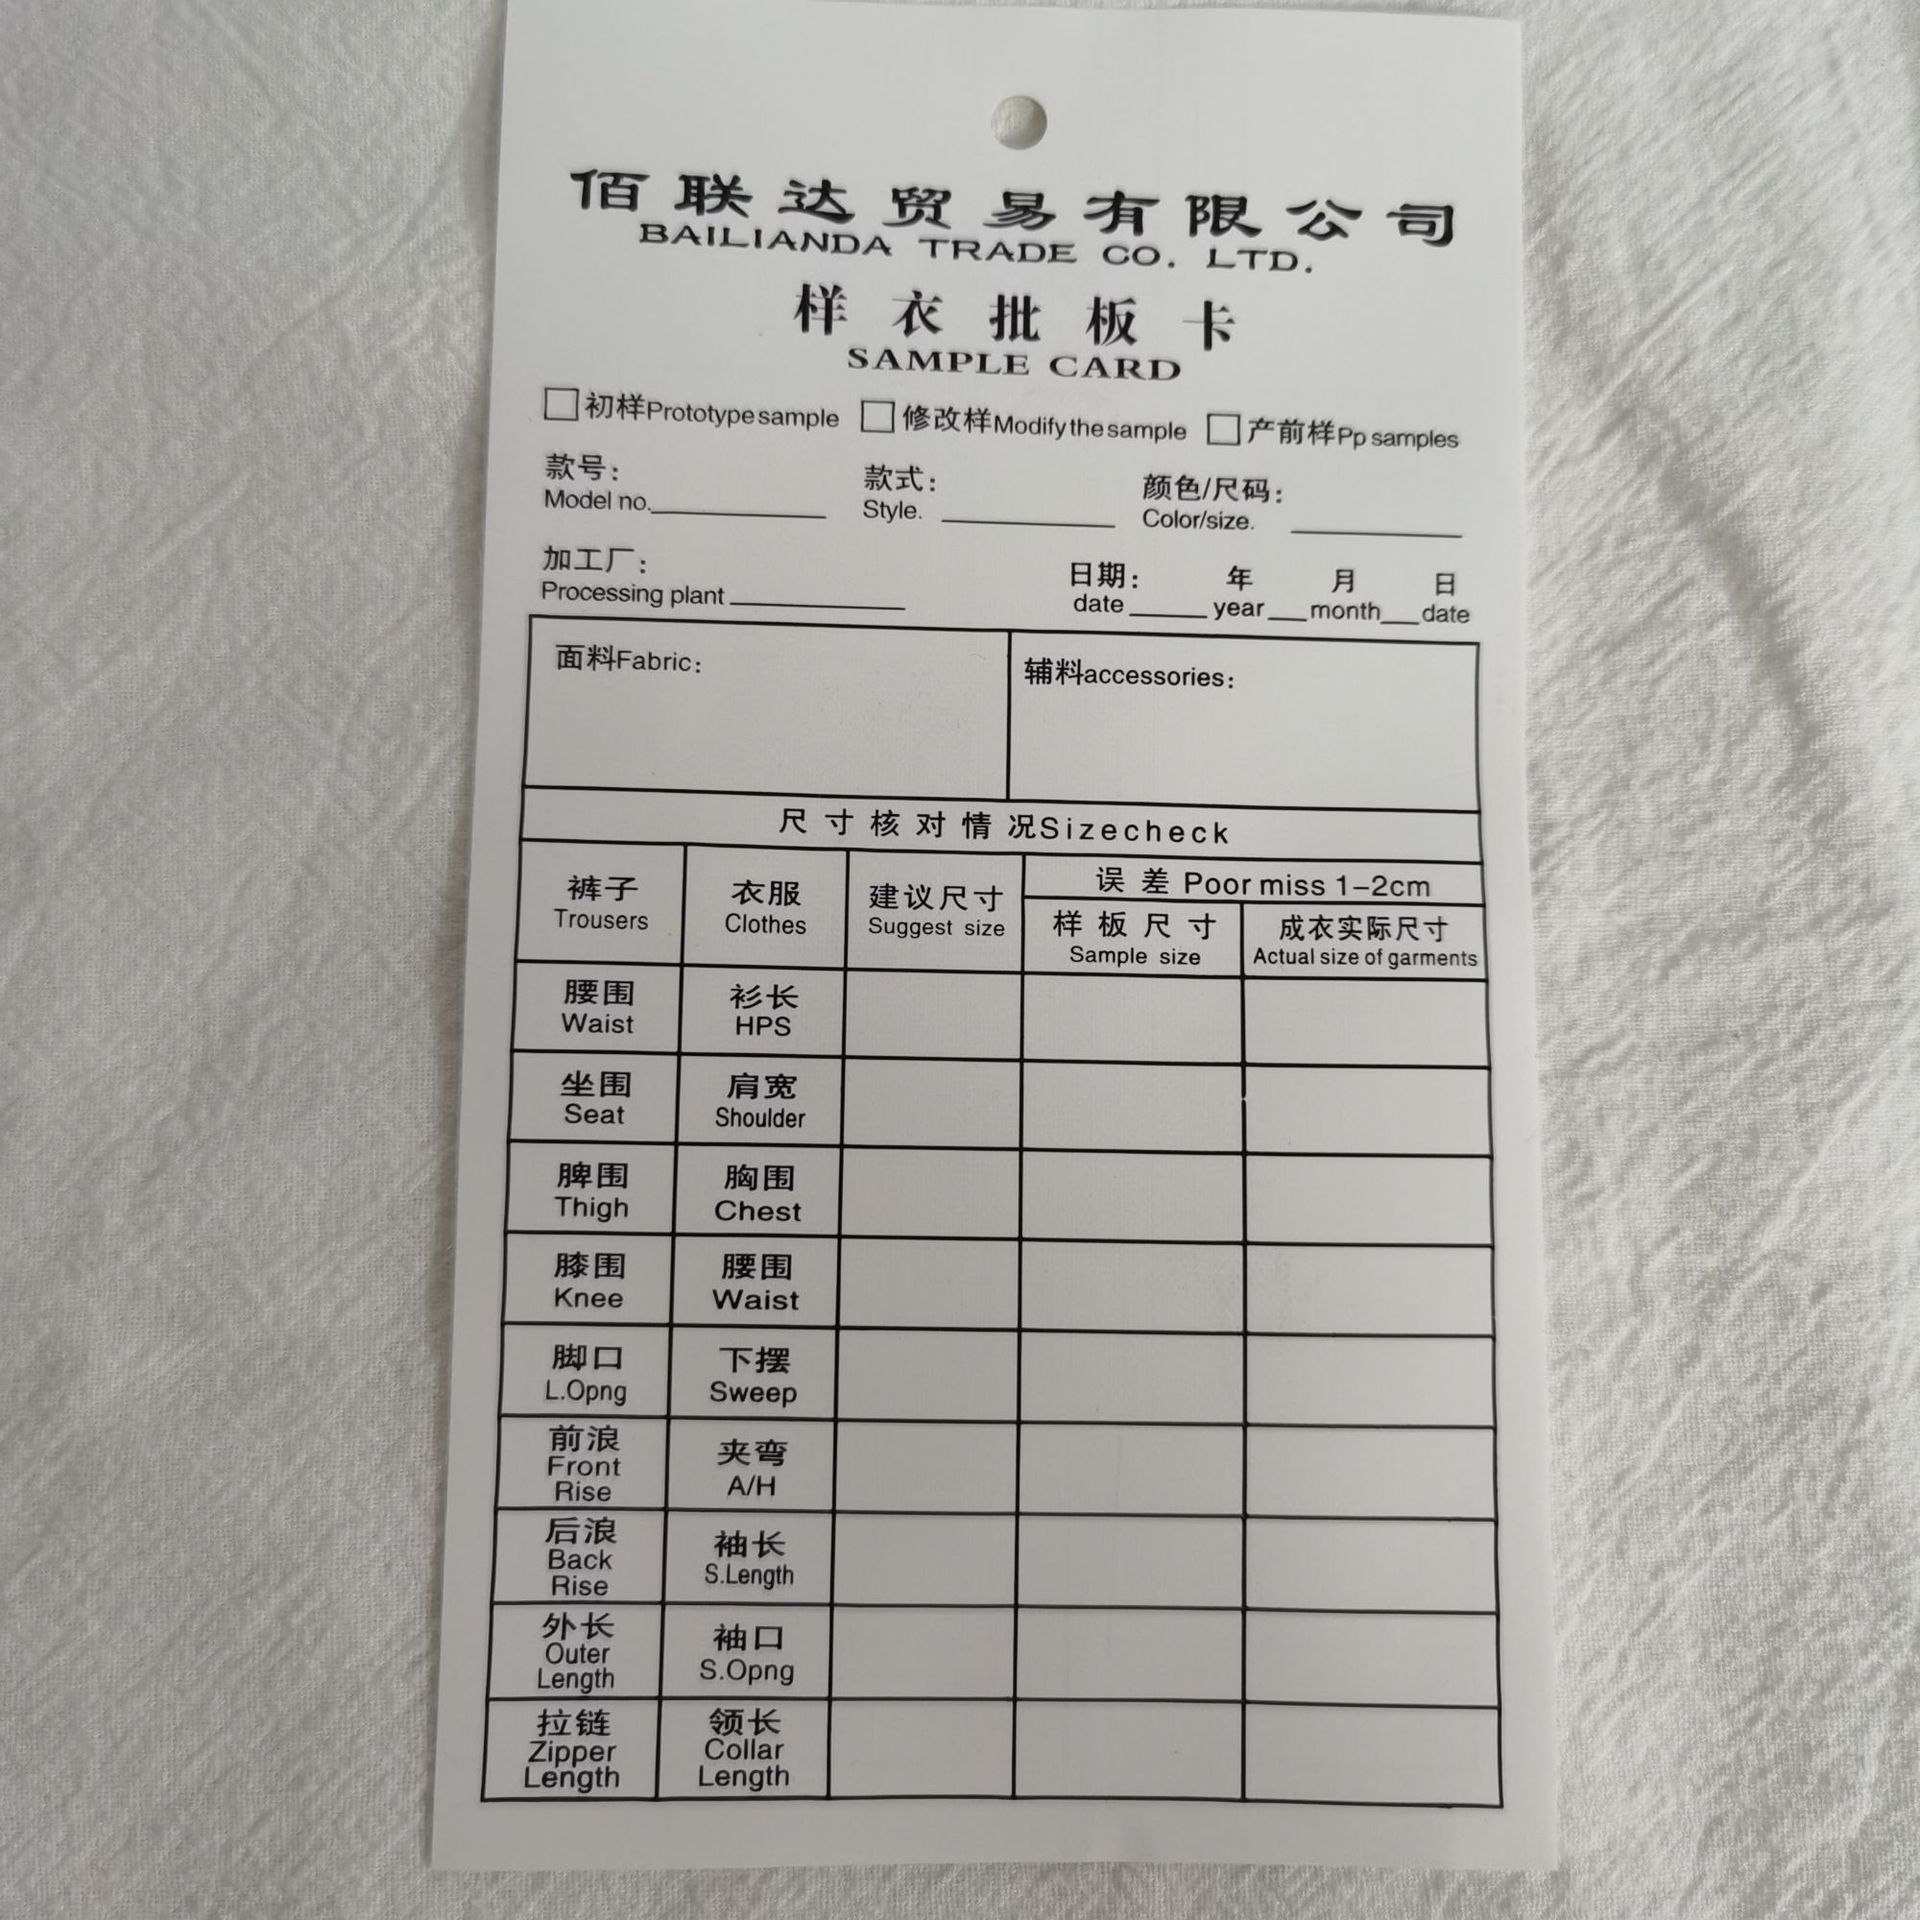 佰联达贸易有限公司
BAILIANDA TRADE CO. LTD.
样衣批板卡
SAMPLE CARD
初样Prototype sample 修改样Modify the sample 产前样Pp samples
款号： 款式： 颜色/尺码：
Model no. Style. Color/size.
加工厂： 日期： 年 月 日
Processing plant date year month date
面料Fabric： 辅料accessories：
尺寸核对情况Sizecheck
误差 Poor miss 1-2cm
裤子 衣服 建议尺寸 样板尺寸 成衣实际尺寸
Trousers Clothes Suggest size Sample size Actual size of garments
腰围 衫长
Waist HPS
坐围 肩宽
Seat Shoulder
脾围 胸围
Thigh Chest
膝围 腰围
Knee Waist
脚口 下摆
L.Opng Sweep
前浪 夹弯
Front Rise A/H
后浪 袖长
Back Rise S.Length
外长 袖口
Outer Length S.Opng
拉链 领长
Zipper Collar
Length Length